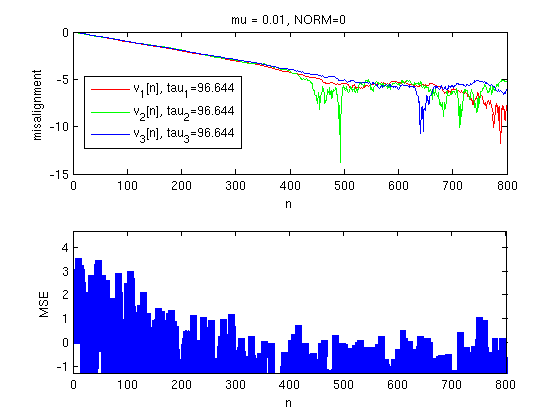 mu = 0.01, NORM=0
0
-5
-10
-15
misalignment
v1[n], tau1=96.644
v2[n], tau2=96.644
v3[n], tau3=96.644
0 100 200 300 400 500 600 700 800
n
4
3
2
1
0
-1
MSE
0 100 200 300 400 500 600 700 800
n